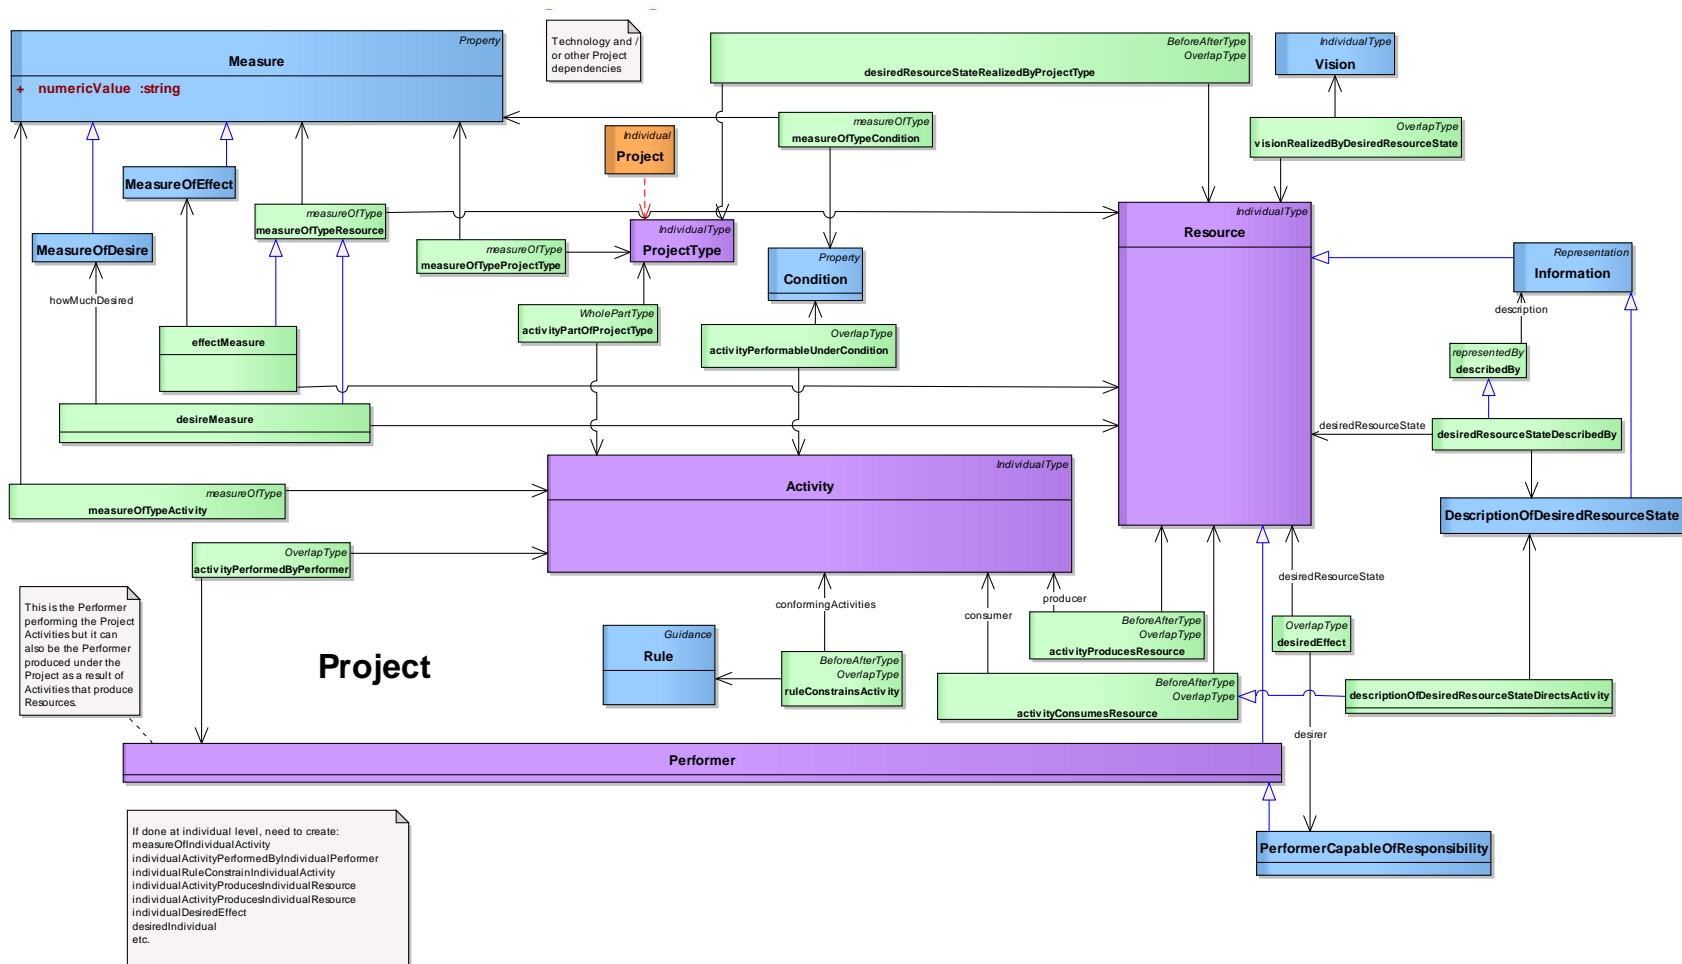 Property
Measure
+ numericValue :string
Technology and /
or other Project
dependencies
BeforeAfterType
OverlapType
desiredResourceStateRealizedByProjectType
IndividualType
Vision
measureOfType
measureOfTypeCondition
OverlapType
visionRealizedByDesiredResourceState
Individual
Project
MeasureOfEffect
measureOfType
measureOfTypeResource
IndividualType
ProjectType
IndividualType
Resource
MeasureOfDesire
measureOfType
measureOfTypeProjectType
Property
Condition
Representation
Information
howMuchDesired
description
WholePartType
activityPartOfProjectType
OverlapType
activityPerformableUnderCondition
effectMeasure
representedBy
describedBy
desireMeasure
desiredResourceState
desiredResourceStateDescribedBy
IndividualType
Activity
measureOfType
measureOfTypeActivity
DescriptionOfDesiredResourceState
OverlapType
activityPerformedByPerformer
desiredResourceState
This is the Performer
performing the Project
Activities but it can
also be the Performer
produced under the
Project as a result of
Activities that produce
Resources.
conformingActivities
consumer
producer
Project
Guidance
Rule
BeforeAfterType
OverlapType
ruleConstrainsActivity
BeforeAfterType
OverlapType
activityProducesResource
OverlapType
desiredEffect
BeforeAfterType
OverlapType
activityConsumesResource
descriptionOfDesiredResourceStateDirectsActivity
desirer
Performer
If done at individual level, need to create:
measureOfIndividualActivity
individualActivityPerformedByIndividualPerformer
individualRuleConstrainIndividualActivity
individualActivityProducesIndividualResource
individualActivityProducesIndividualResource
individualDesiredEffect
desiredIndividual
etc.
PerformerCapableOfResponsibility